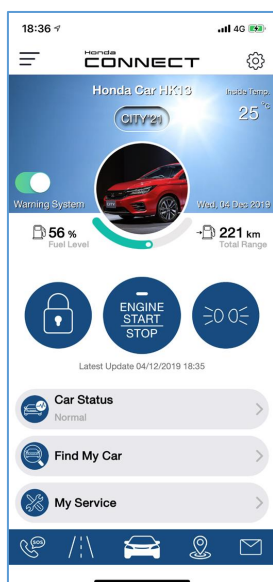 18:36
4G
Honda
CONNECT
Honda Car HK13
Inside Temp.
CITY'21
25 °C
Warning System
Wed, 04 Dec 2019
56 %
Fuel Level
221 km
Total Range
ENGINE
START
STOP
Latest Update 04/12/2019 18:35
Car Status
Normal
Find My Car
My Service
SOS